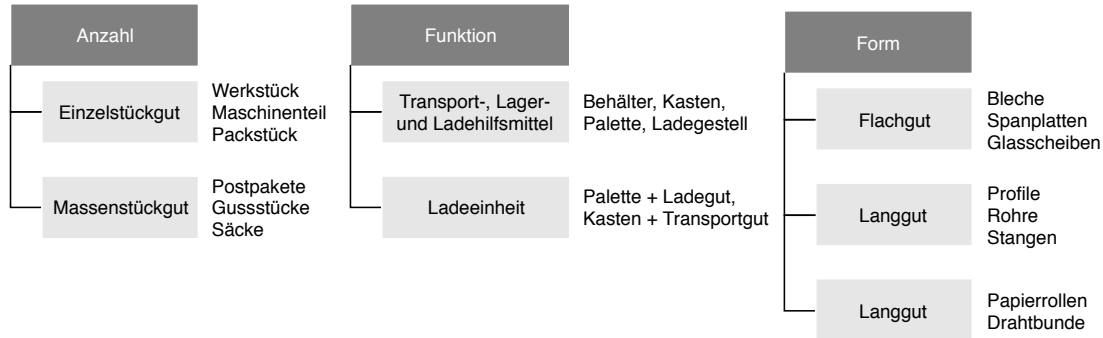 Anzahl
Einzelstückgut
Werkstück
Maschinenteil
Packstück
Massenstückgut
Postpakete
Gussstücke
Säcke
Funktion
Transport-, Lager-
und Ladehilfsmittel
Behälter, Kasten,
Palette, Ladegestell
Ladeeinheit
Palette + Ladegut,
Kasten + Transportgut
Form
Flachgut
Bleche
Spanplatten
Glasscheiben
Langgut
Profile
Rohre
Stangen
Langgut
Papierrollen
Drahtbunde